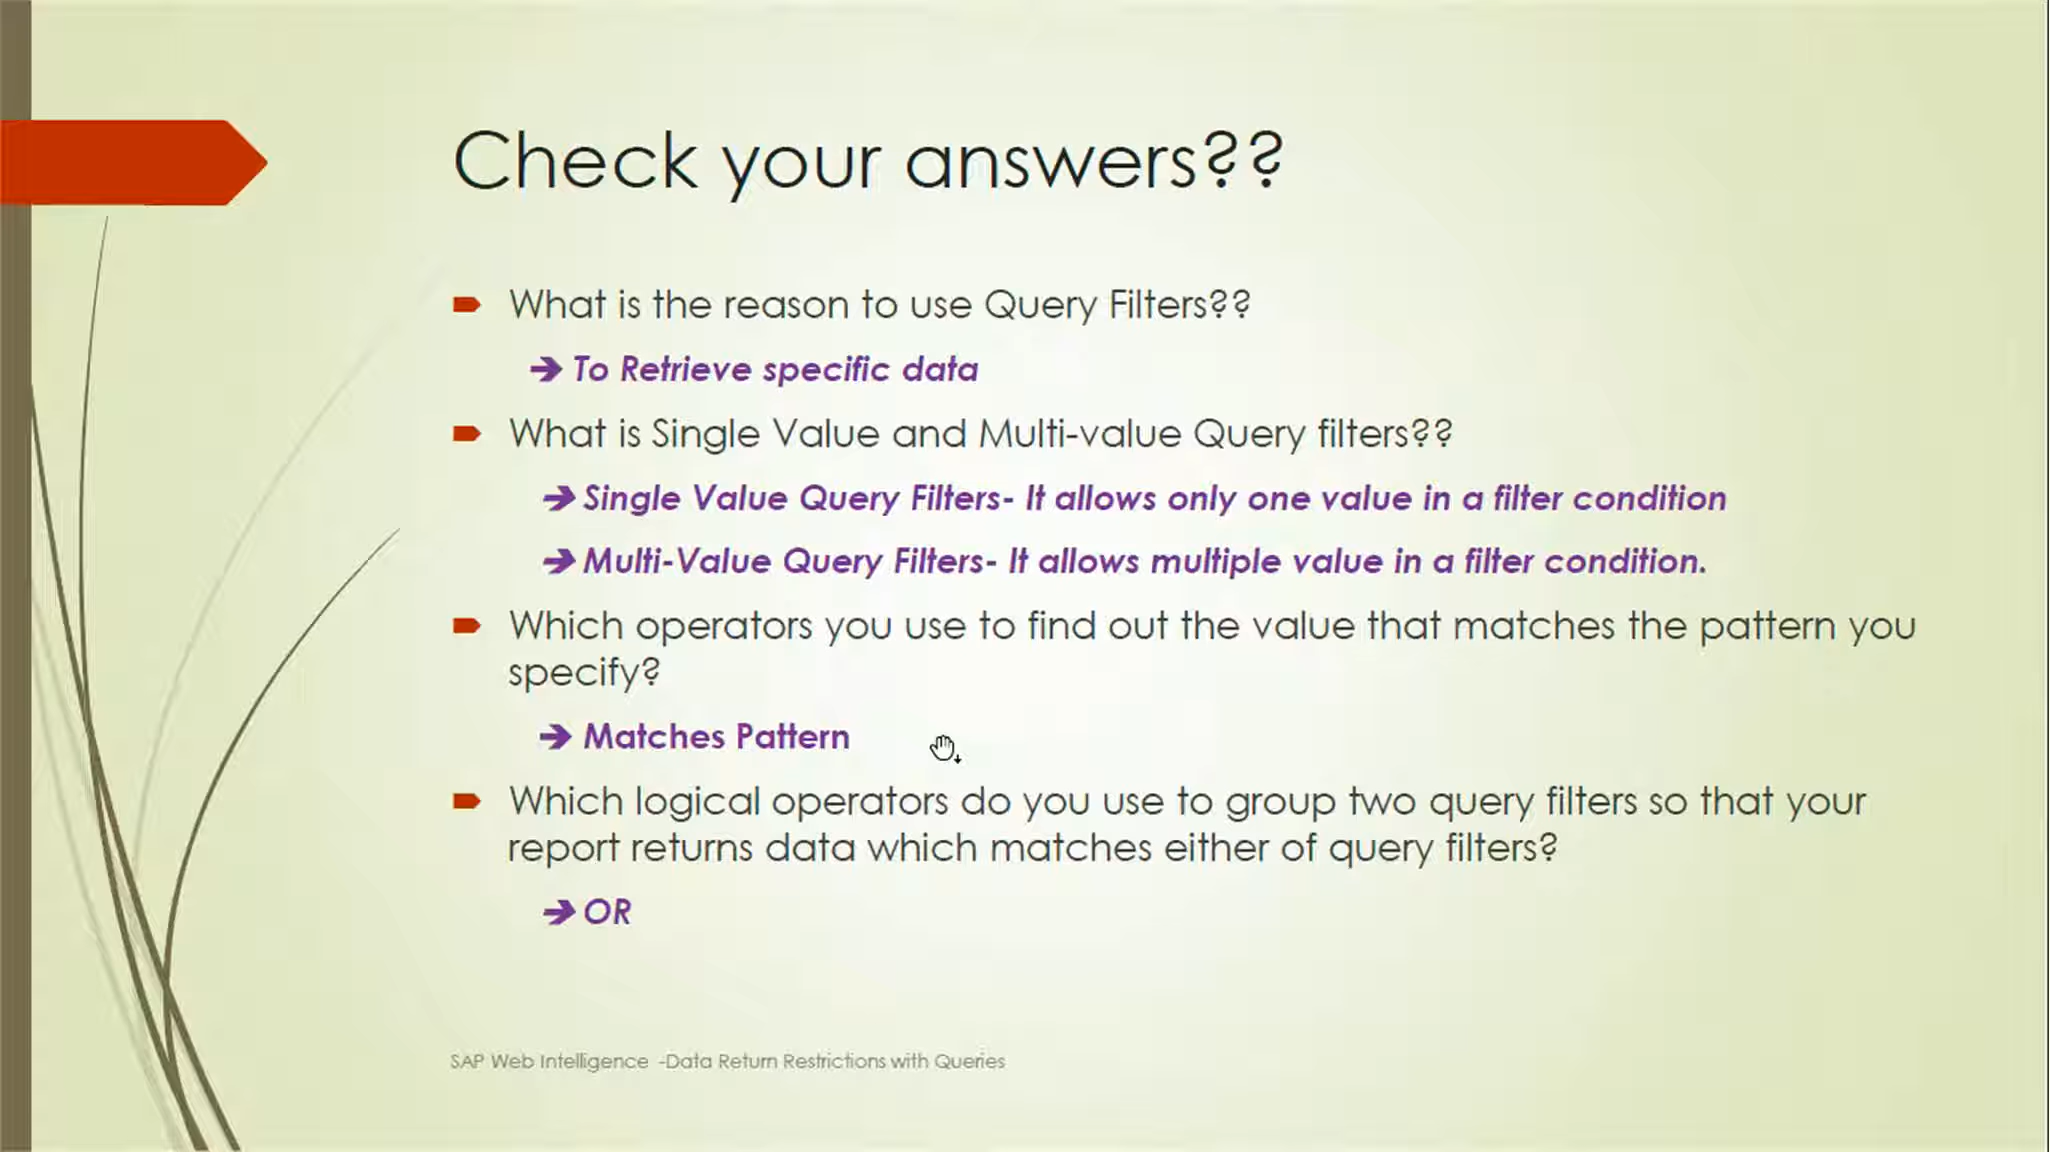 Check your answers??
What is the reason to use Query Filters??
➔ To Retrieve specific data
What is Single Value and Multi-value Query filters??
➔ Single Value Query Filters- It allows only one value in a filter condition
➔ Multi-Value Query Filters- It allows multiple value in a filter condition.
Which operators you use to find out the value that matches the pattern you
specify?
➔ Matches Pattern
Which logical operators do you use to group two query filters so that your
report returns data which matches either of query filters?
➔ OR
SAP Web Intelligence -Data Return Restrictions with Queries